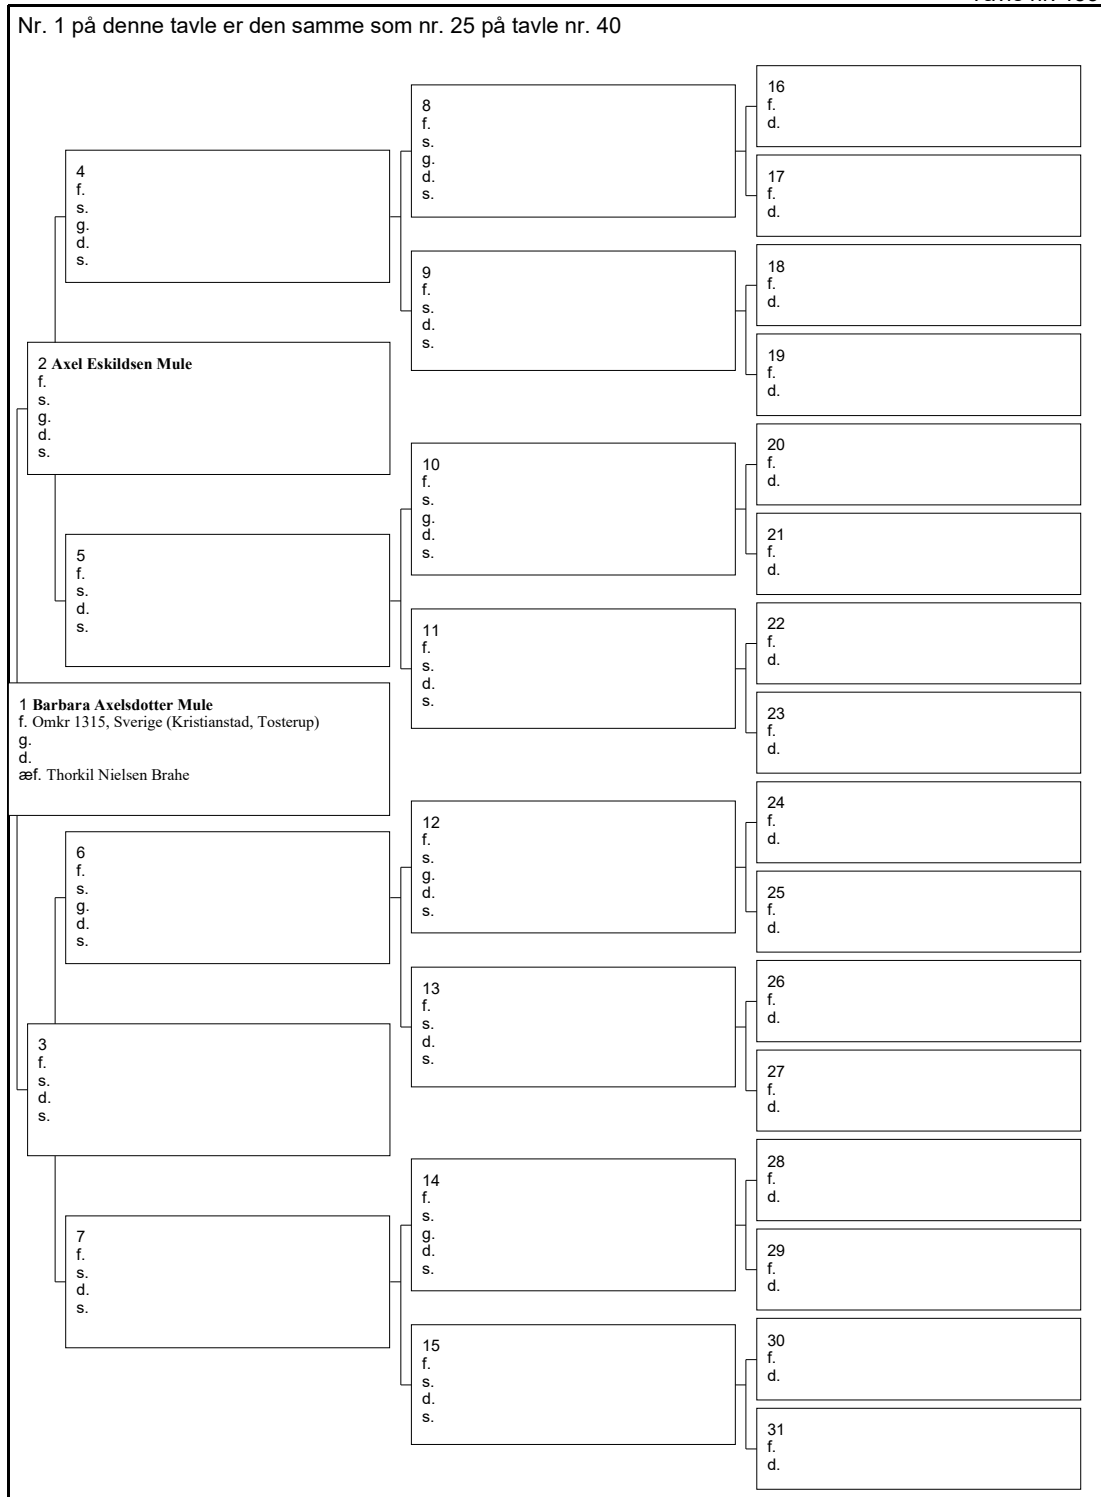 Nr. 1 på denne tavle er den samme som nr. 25 på tavle nr. 40
16
f.
d.
8
f.
s.
g.
d.
s.
17
f.
d.
4
f.
s.
g.
d.
s.
18
f.
d.
9
f.
s.
d.
s.
19
f.
d.
2 Axel Eskildsen Mule
f.
s.
g.
d.
s.
20
f.
d.
10
f.
s.
g.
d.
s.
21
f.
d.
5
f.
s.
d.
s.
22
f.
d.
11
f.
s.
d.
s.
23
f.
d.
1 Barbara Axelsdotter Mule
f. Omkr 1315, Sverige (Kristianstad, Tosterup)
g.
d.
æf. Thorkil Nielsen Brahe
24
f.
d.
12
f.
s.
g.
d.
s.
25
f.
d.
6
f.
s.
g.
d.
s.
26
f.
d.
13
f.
s.
d.
s.
27
f.
d.
3
f.
s.
d.
s.
28
f.
d.
14
f.
s.
g.
d.
s.
29
f.
d.
7
f.
s.
d.
s.
30
f.
d.
15
f.
s.
d.
s.
31
f.
d.